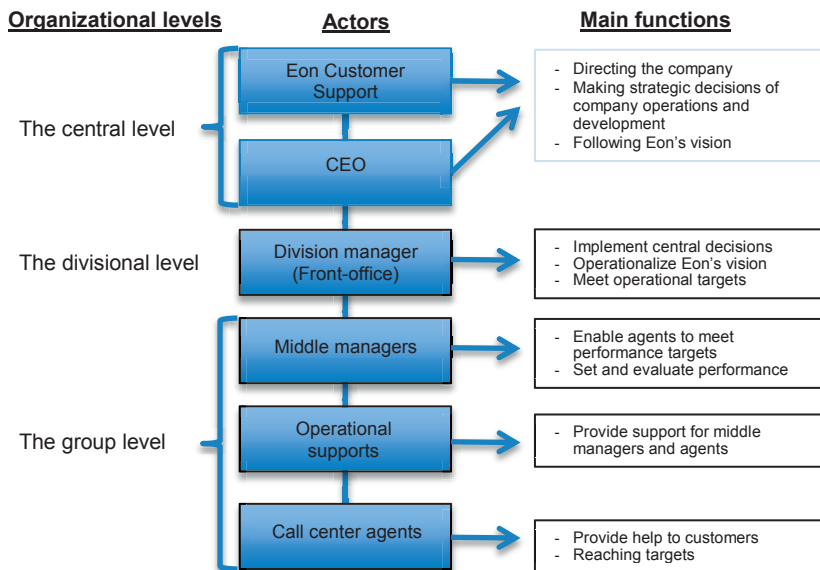 Organizational levels
Actors
Main functions
The central level
Eon Customer
Support
CEO
- Directing the company
- Making strategic decisions of
company operations and
development
- Following Eon's vision
The divisional level
Division manager
(Front-office)
- Implement central decisions
- Operationalize Eon's vision
- Meet operational targets
The group level
Middle managers
- Enable agents to meet
performance targets
- Set and evaluate performance
Operational
supports
- Provide support for middle
managers and agents
Call center agents
- Provide help to customers
- Reaching targets